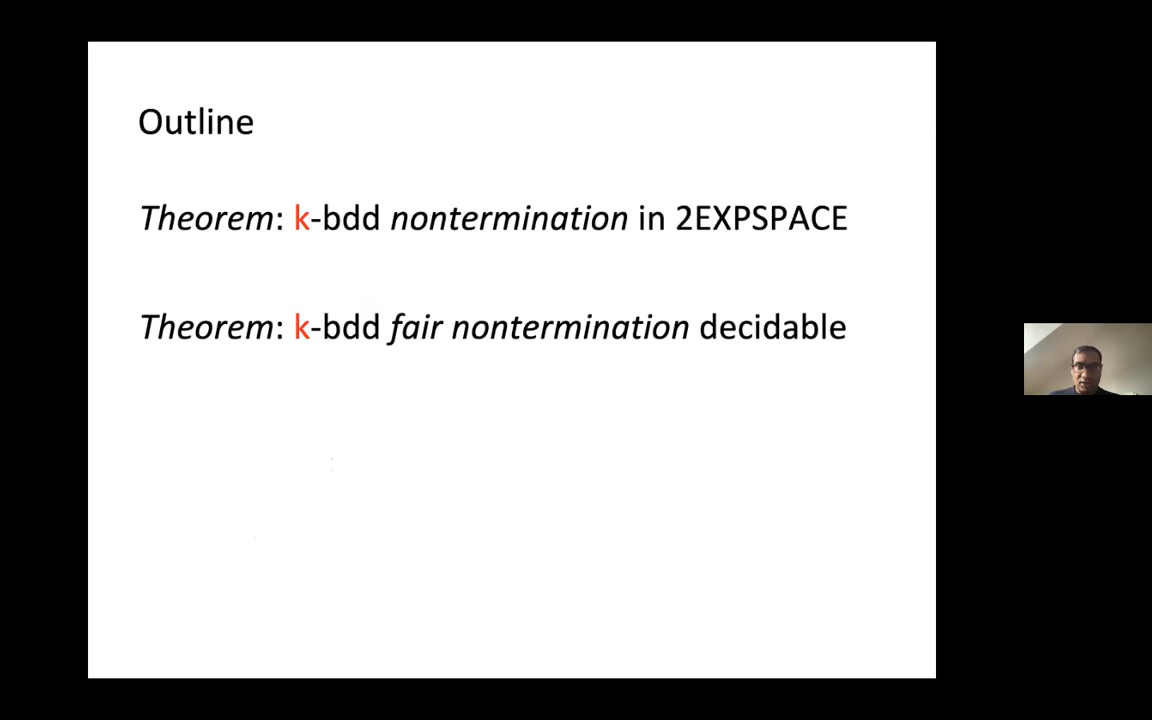 Outline
Theorem: k-bdd nontermination in 2EXPSPACE
Theorem: k-bdd fair nontermination decidable